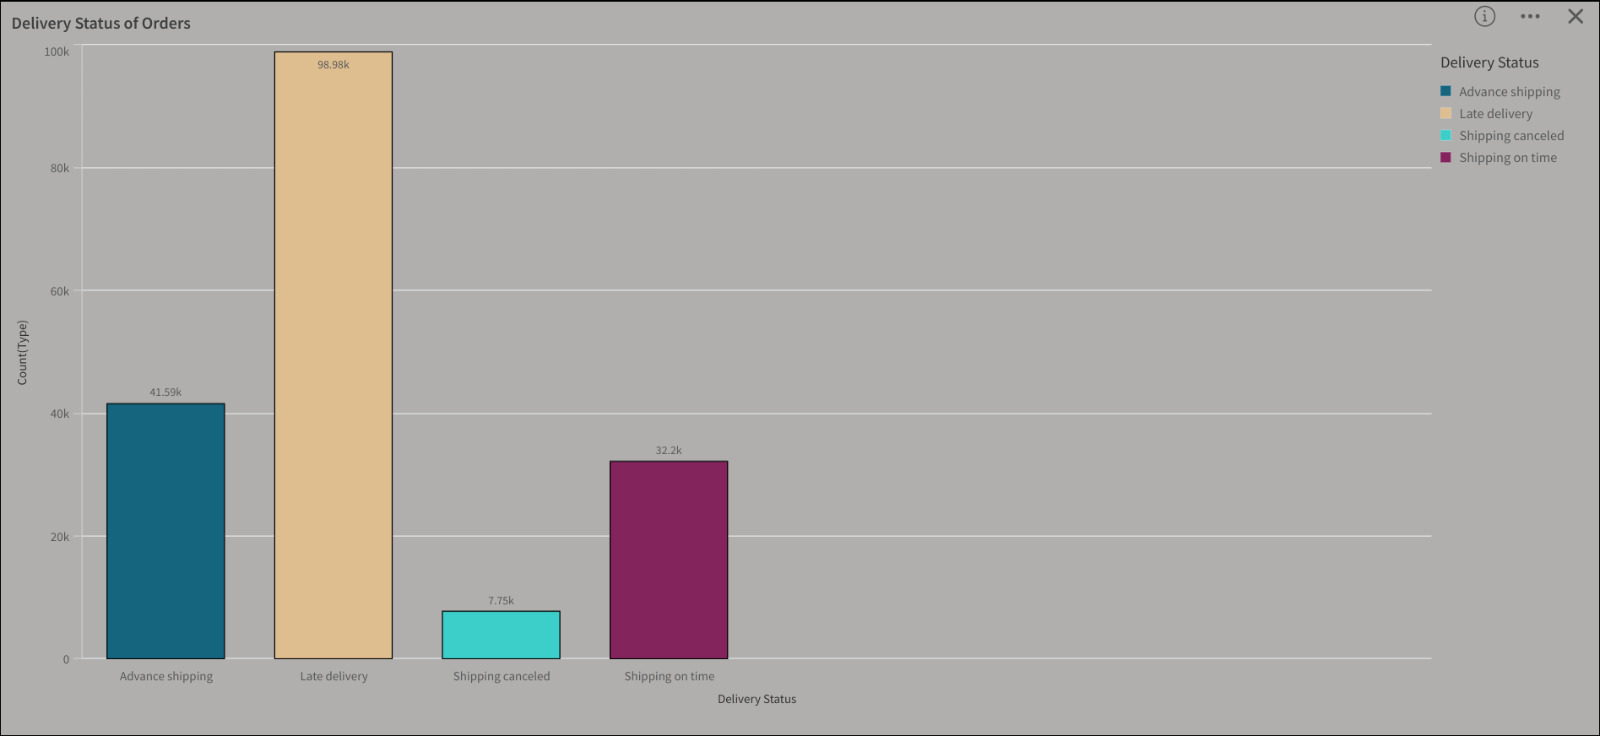 Delivery Status of Orders
100k
80k
60k
40k
20k
0
Count(Type)
41.59k
98.98k
7.75k
32.2k
Advance shipping
Late delivery
Shipping canceled
Shipping on time
Delivery Status
Delivery Status
Advance shipping
Late delivery
Shipping canceled
Shipping on time